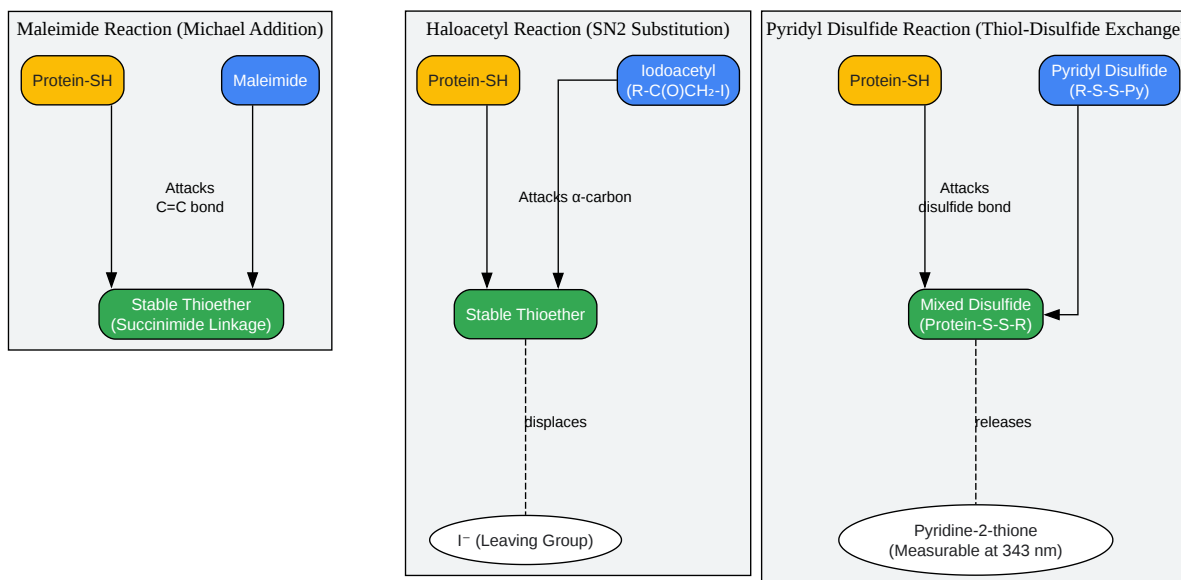 Maleimide Reaction (Michael Addition)
Protein-SH
Maleimide
Attacks
C=C bond
Stable Thioether
(Succinimide Linkage)
Haloacetyl Reaction (SN2 Substitution)
Protein-SH
Iodoacetyl
(R-C(O)CH₂-I)
Attacks α-carbon
Stable Thioether
displaces
I⁻ (Leaving Group)
Pyridyl Disulfide Reaction (Thiol-Disulfide Exchange
Protein-SH
Pyridyl Disulfide
(R-S-S-Py)
Attacks
disulfide bond
Mixed Disulfide
(Protein-S-S-R)
releases
Pyridine-2-thione
(Measurable at 343 nm)